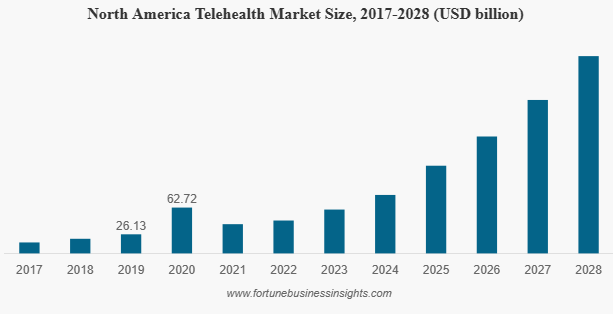 North America Telehealth Market Size, 2017-2028 (USD billion)
62.72
26.13
2017 2018 2019 2020 2021 2022 2023 2024 2025 2026 2027 2028
www.fortunebusinessinsights.com